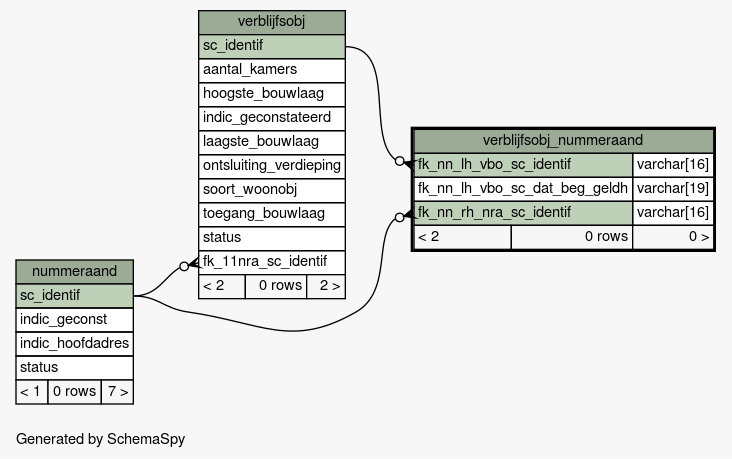 verblijfsobj
sc_identif
aantal_kamers
hoogste_bouwlaag
indic_geconstateerd
laagste_bouwlaag
ontsluiting_verdieping
soort_woonobj
toegang_bouwlaag
status
fk_11nra_sc_identif
< 2 0 rows 2 >
verblijfsobj_nummeraand
fk_nn_lh_vbo_sc_identif varchar[16]
fk_nn_lh_vbo_sc_dat_beg_geldh varchar[19]
fk_nn_rh_nra_sc_identif varchar[16]
< 2 0 rows 0 >
nummeraand
sc_identif
indic_geconst
indic_hoofdadres
status
< 1 0 rows 7 >
Generated by SchemaSpy